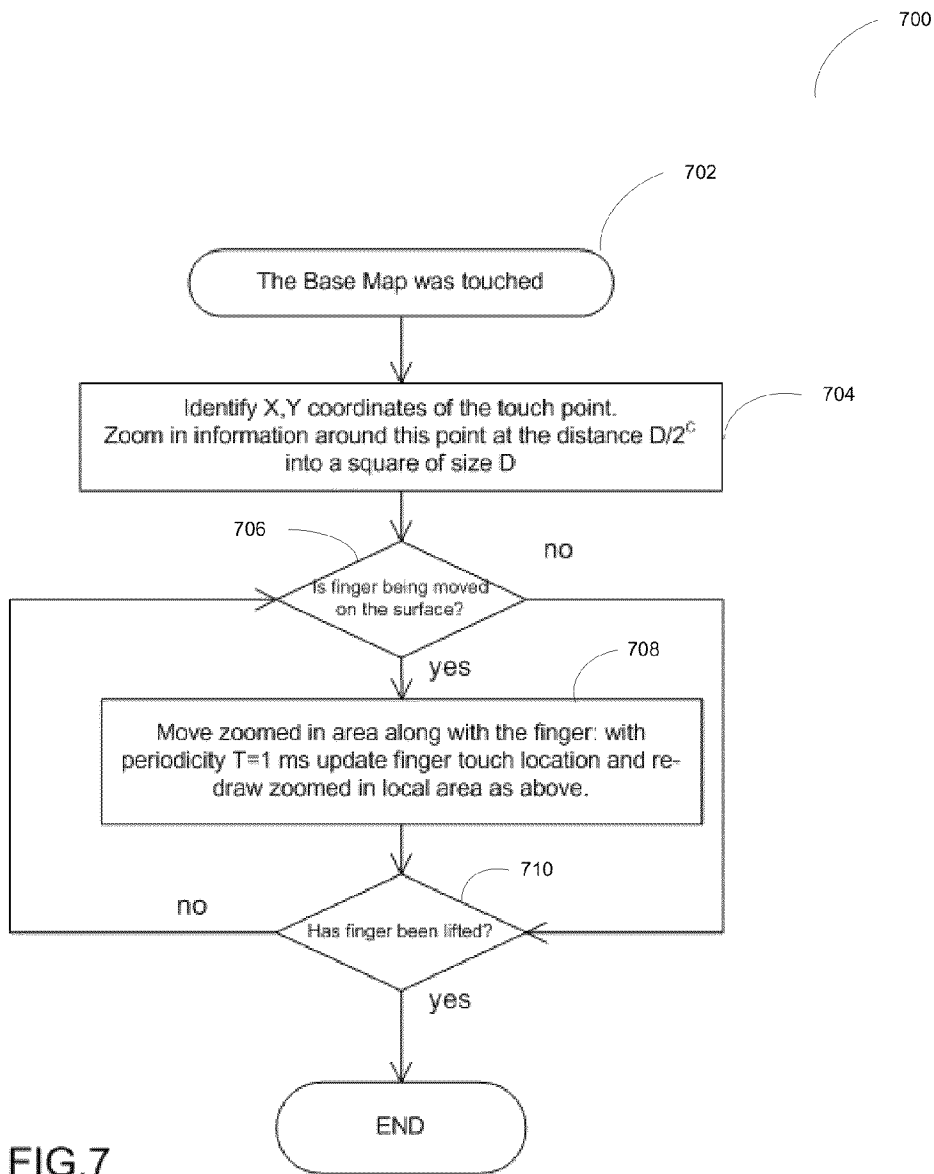 700
702
The Base Map was touched
704
Identify X,Y coordinates of the touch point.
Zoom in information around this point at the distance D/2^C
into a square of size D
706
no
Is finger being moved
on the surface?
yes
708
Move zoomed in area along with the finger: with
periodicity T=1 ms update finger touch location and re-
draw zoomed in local area as above.
710
no
Has finger been lifted?
yes
END
FIG.7